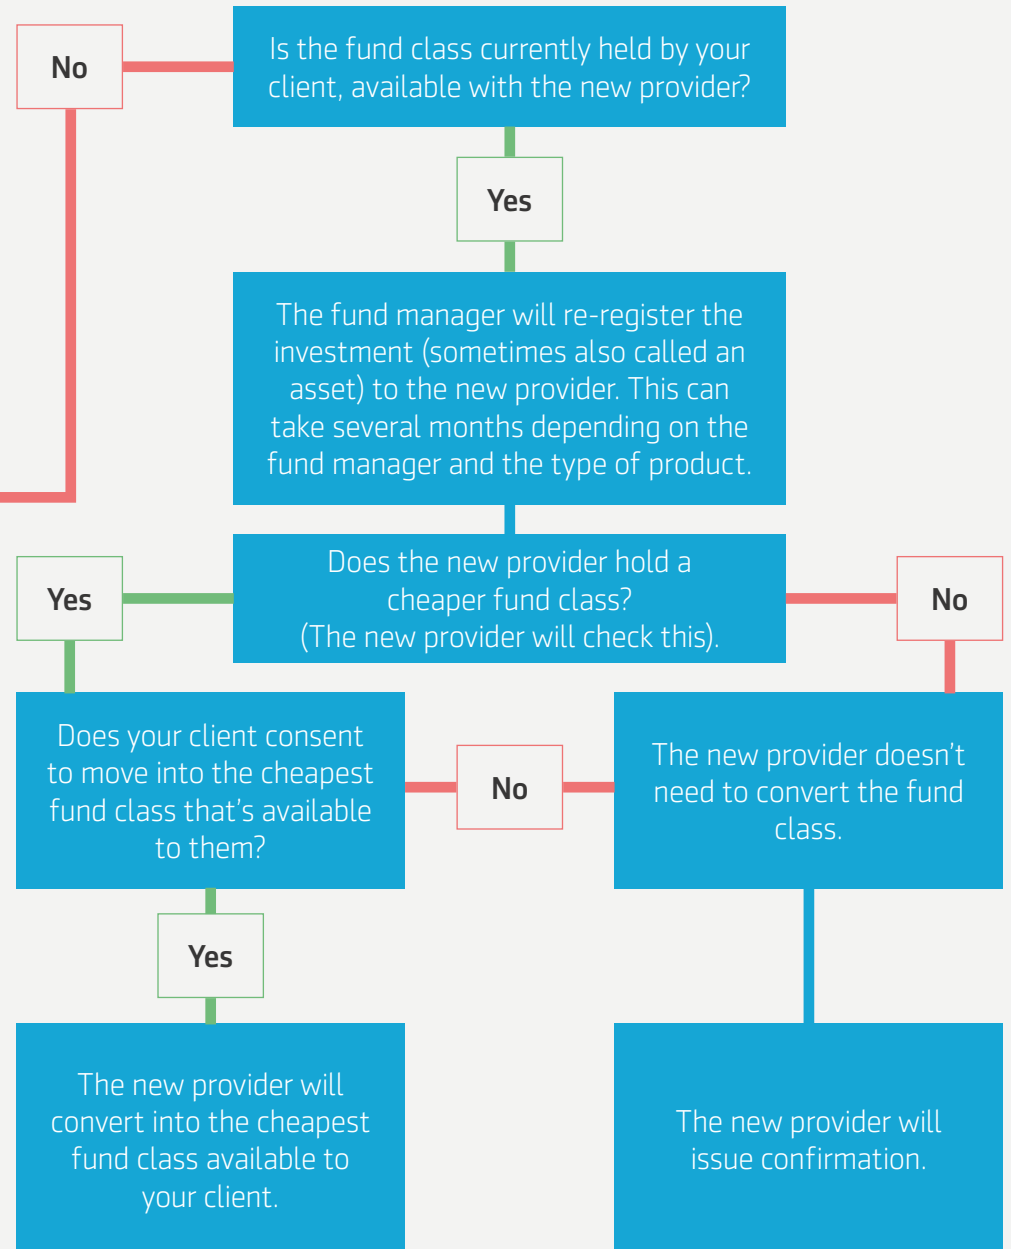 No
Is the fund class currently held by your
client, available with the new provider?
Yes
The fund manager will re-register the
investment (sometimes also called an
asset) to the new provider. This can
take several months depending on the
fund manager and the type of product.
Yes
Does the new provider hold a
cheaper fund class?
(The new provider will check this).
No
Does your client consent
to move into the cheapest
fund class that's available
to them?
No
The new provider doesn't
need to convert the fund
class.
Yes
The new provider will
convert into the cheapest
fund class available to
your client.
The new provider will
issue confirmation.